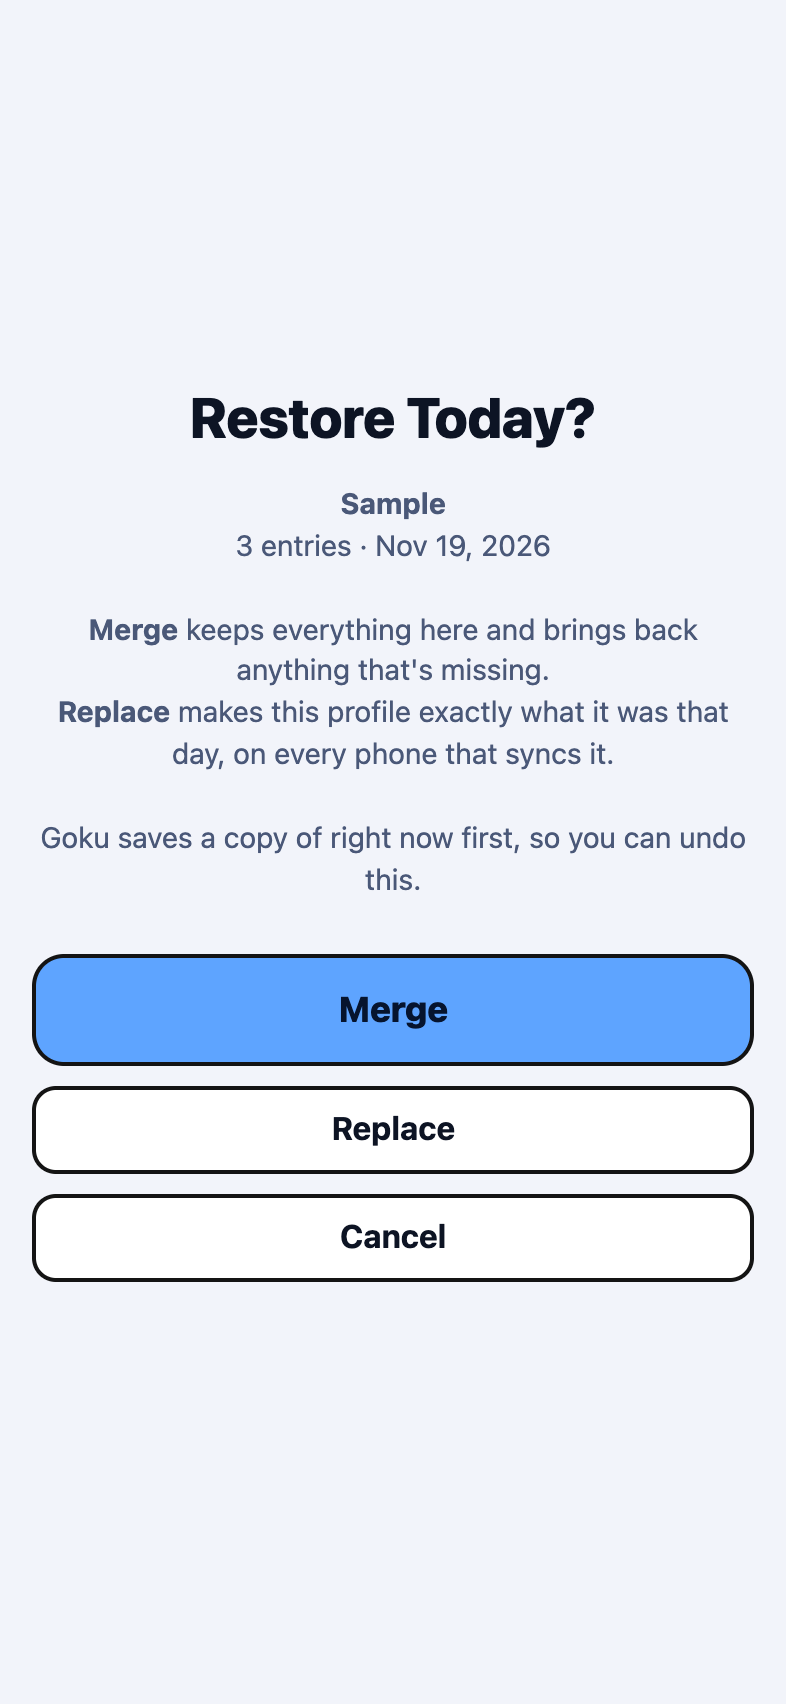 Restore Today?
Sample
3 entries · Nov 19, 2026
Merge keeps everything here and brings back
anything that's missing.
Replace makes this profile exactly what it was that
day, on every phone that syncs it.
Goku saves a copy of right now first, so you can undo
this.
Merge
Replace
Cancel